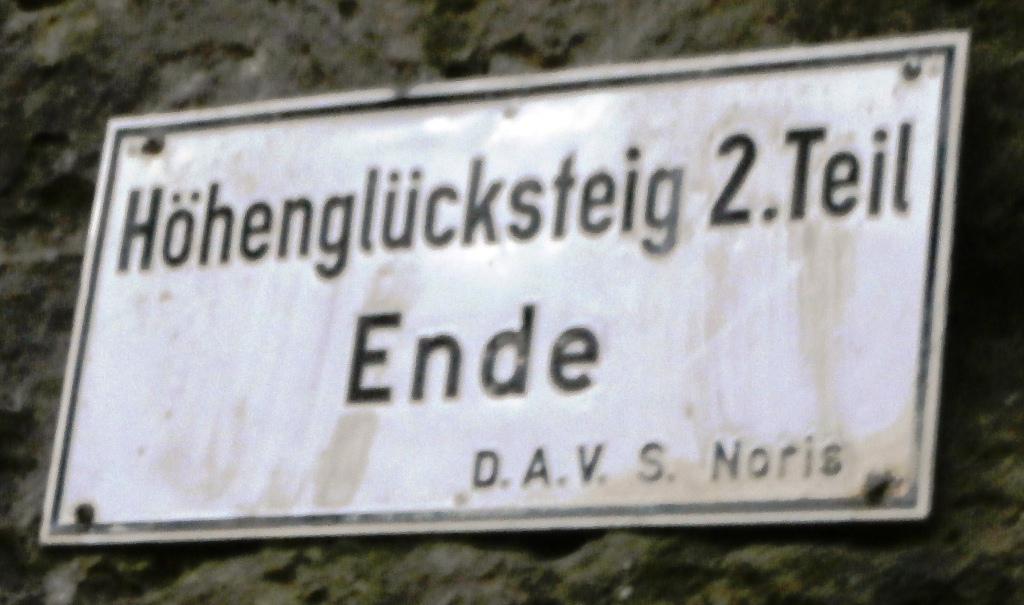 Höhenglücksteig 2.Teil
Ende
D.A.V. S. Noris